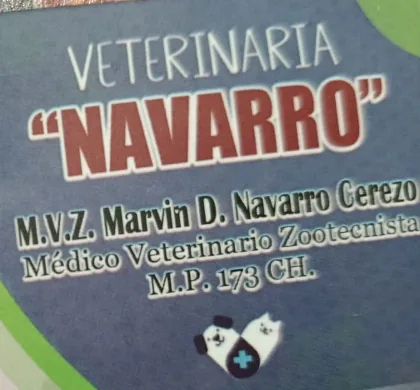 VETERINARIA
"NAVARRO"
M.V.Z. Marvin D. Navarro Cerezo
Médico Veterinario Zootecnista
M.P. 173 CH.